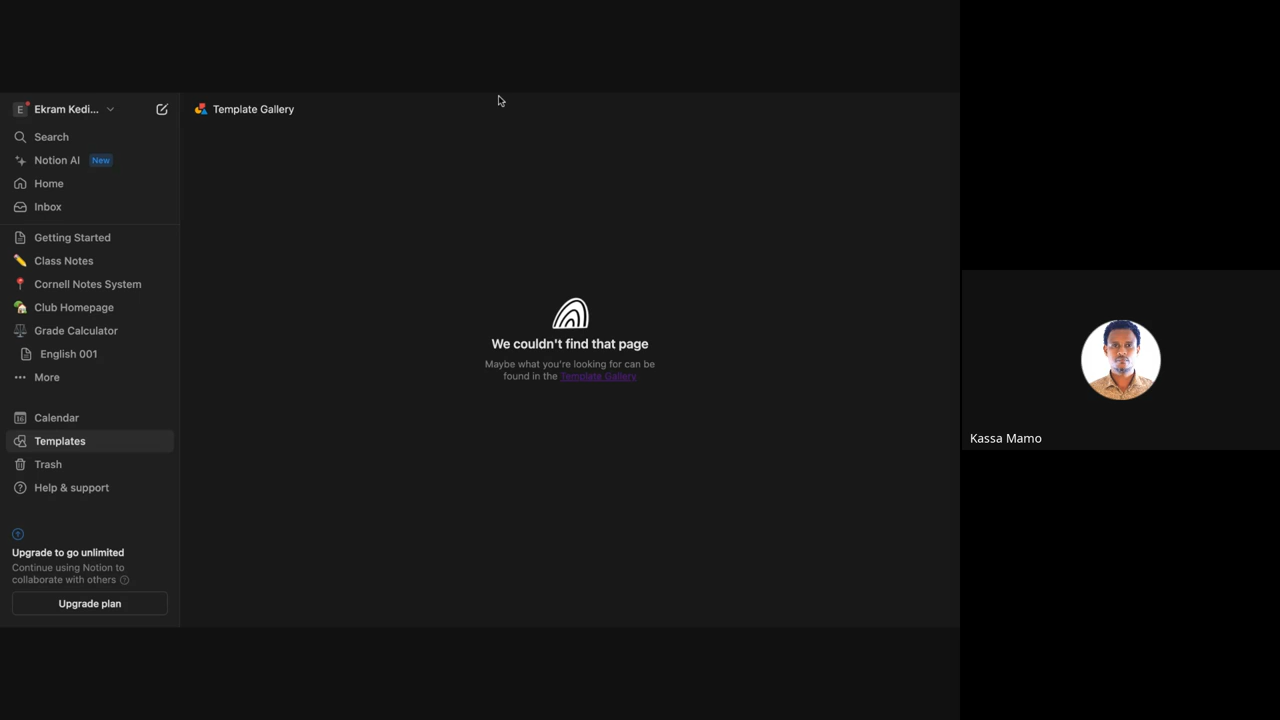 E Ekram Kedi...
Search
Notion AI New
Home
Inbox
Getting Started
Class Notes
Cornell Notes System
Club Homepage
Grade Calculator
English 001
More
16 Calendar
Templates
Trash
Help & support
Upgrade to go unlimited
Continue using Notion to
collaborate with others ?
Upgrade plan
Template Gallery
We couldn't find that page
Maybe what you're looking for can be
found in the Template Gallery
Kassa Mamo